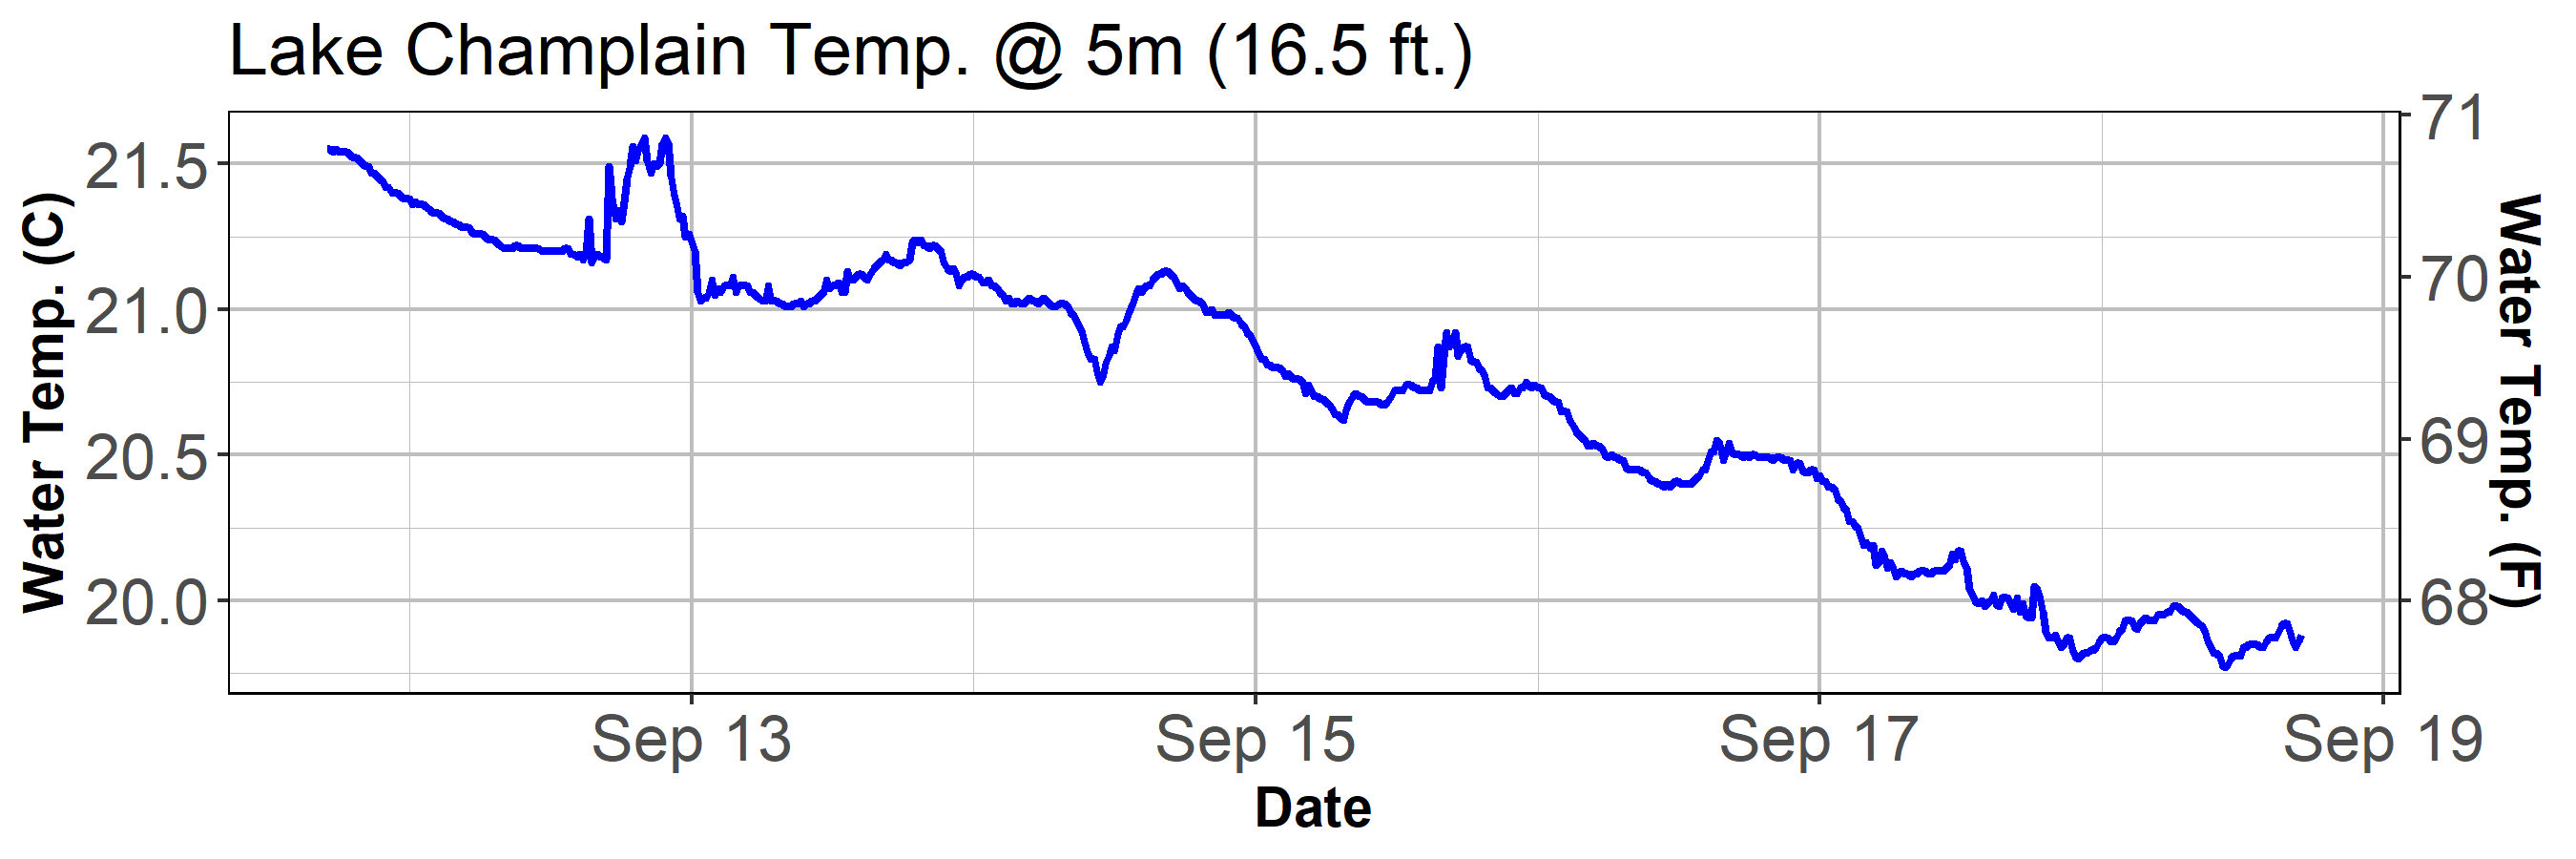 Lake Champlain Temp. @ 5m (16.5 ft.)
Water Temp. (C)
21.5
21.0
20.5
20.0
71
70
69
68
Water Temp. (F)
Sep 13 Sep 15 Sep 17 Sep 19
Date